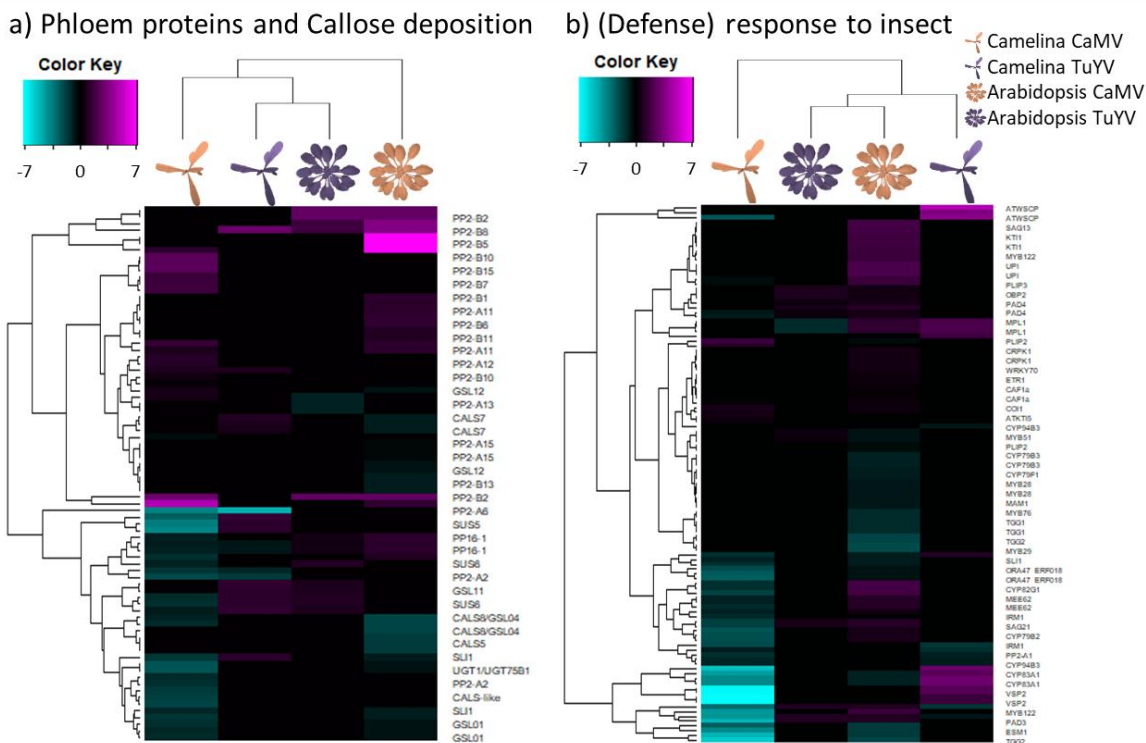 a) Phloem proteins and Callose deposition
Color Key
-7 0 7
PP2-B2
PP2-B8
PP2-B5
PP2-B10
PP2-B15
PP2-B7
PP2-B1
PP2-A11
PP2-B6
PP2-B11
PP2-A11
PP2-A12
PP2-B10
GSL12
PP2-A13
CALS7
CALS7
PP2-A15
PP2-A15
GSL12
PP2-B13
PP2-B2
PP2-A6
SUS5
PP16-1
PP16-1
SUS6
PP2-A2
GSL11
SUS6
CALS8/GSL04
CALS8/GSL04
CALS5
SLI1
UGT1/UGT75B1
PP2-A2
CALS-like
SLI1
GSL01
GSL01
b) (Defense) response to insect
Camelina CaMV
Camelina TuYV
Arabidopsis CaMV
Arabidopsis TuYV
Color Key
-7 0 7
ATWSCP
ATWSCP
SAG13
KTI1
KTI1
MYB122
UPI
UPI
PLIP3
OBP2
PAD4
PAD4
MPL1
MPL1
PLIP2
CRPK1
CRPK1
WRKY70
ETR1
CAF1a
CAF1a
COI1
ATKTI5
CYP94B3
MYB51
PLIP2
CYP79B3
CYP79B3
CYP79F1
MYB28
MYB28
MAM1
MYB76
TGG1
TGG1
TGG2
MYB29
SLI1
ORA47 ERF018
ORA47 ERF018
CYP82G1
MEE62
MEE62
IRM1
SAG21
CYP79B2
IRM1
PP2-A1
CYP94B3
CYP83A1
CYP83A1
VSP2
VSP2
MYB122
PAD3
ESM1
TGG2